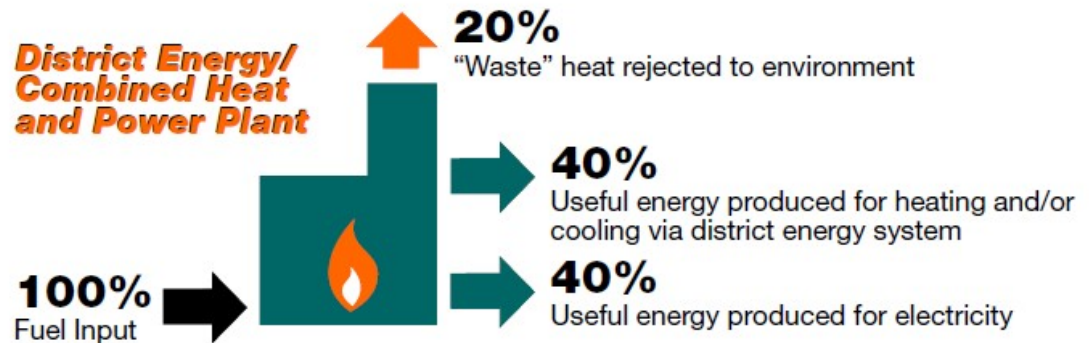 District Energy/
Combined Heat
and Power Plant
20%
“Waste” heat rejected to environment
40%
Useful energy produced for heating and/or
cooling via district energy system
100%
Fuel Input
40%
Useful energy produced for electricity